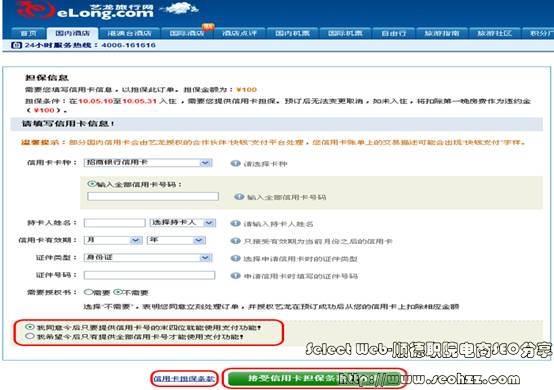 艺龙旅行网
eLong.com
首页 国内酒店 港澳台酒店 国际酒店 酒店点评 国内机票 国际机票 自由行 旅游指南 旅游社区 积分
24小时服务热线：4006-161616
担保信息
需要您填写信用卡信息，以担保此订单。担保金额为：¥100
担保条件：在10.05.10至10.05.31入住，需要您提供信用卡担保。预订后无法变更取消，如未入住，将扣除第一晚房费作为违约金
（¥100）。
请填写信用卡信息！
温馨提示：部分国内信用卡会由艺龙授权的合作伙伴'快钱'支付平台处理，您信用卡账单上的交易描述可能会出现'快钱支付'字样。
信用卡卡种： 招商银行信用卡 请选择卡种
输入全部信用卡号码：
输入全部信用卡号码
持卡人姓名： 选择持卡人 请输入持卡人姓名
信用卡有效期： 月 年 只接受有效期为当前月份之后的信用卡
证件类型： 身份证 选择申请信用卡时的证件类型
证件号码： 申请信用卡时填写的证件号码
需要授权书： 需要 不需要
选择'不需要'，表明您同意立刻处理订单，并授权艺龙在预订成功后从您的信用卡上扣除相应金额
我同意今后只要提供信用卡号的末四位就能使用支付功能！
我希望今后只有提供全部信用卡号才能使用支付功能！
Select Web-顺德职院电商SEO分享
信用卡担保条款 接受信用卡担保条
http://www.seohzz.com